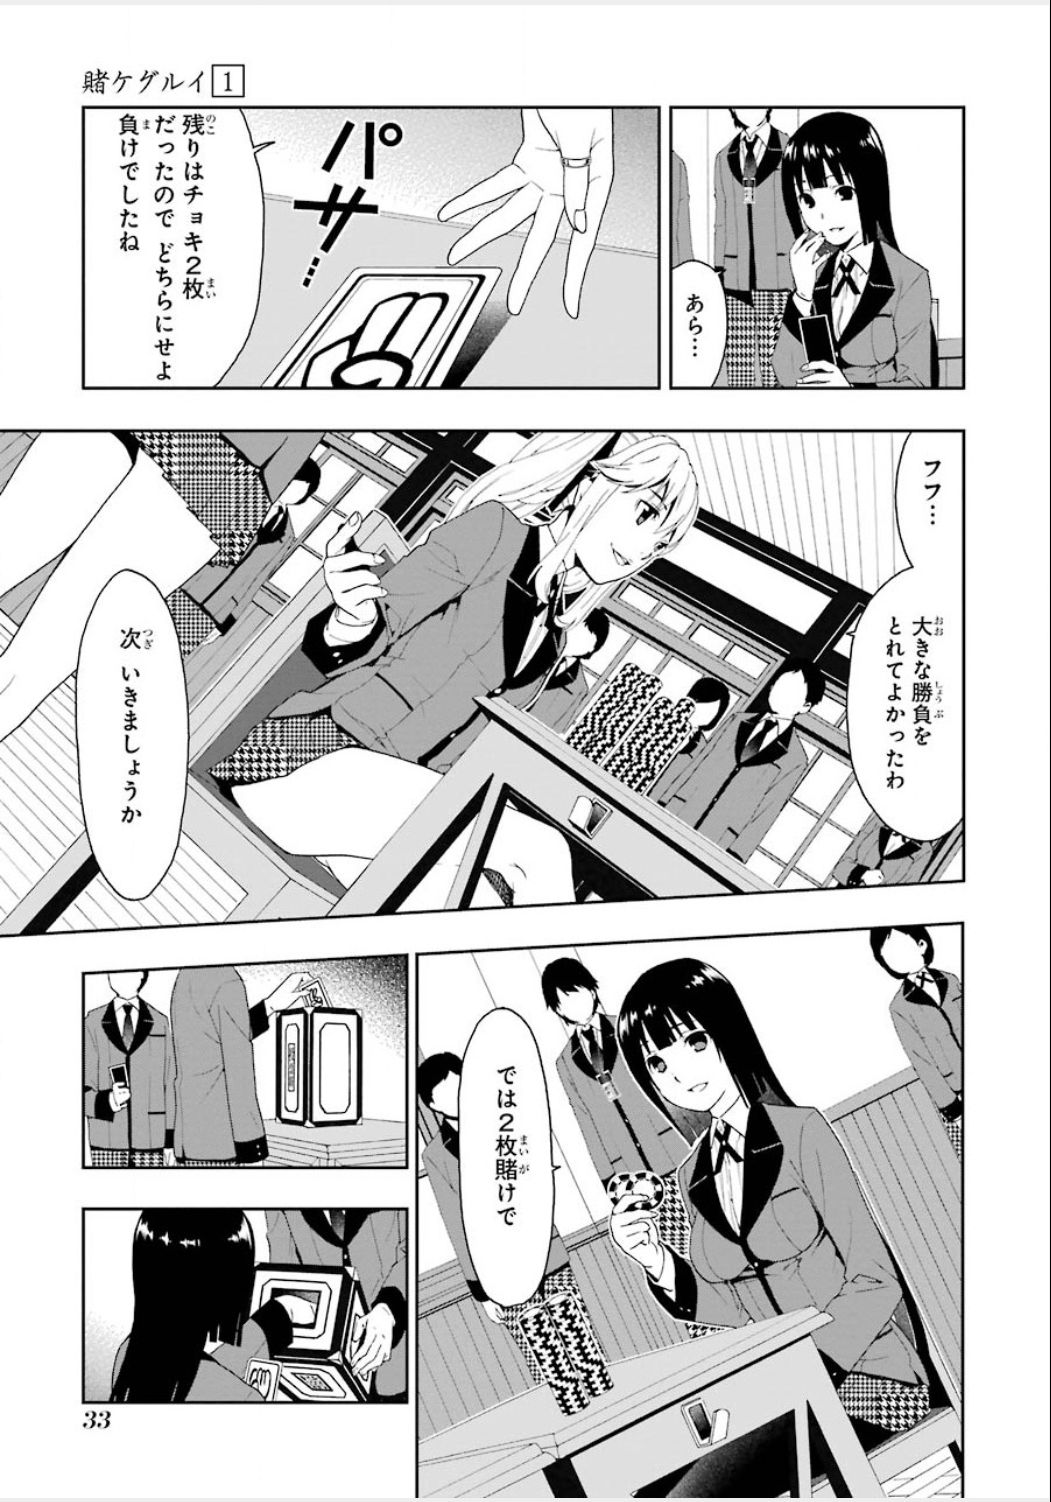 賭ケグルイ 1
あら…
パサ…
残りはチョキ2枚
だったので どちらにせよ
負けでしたね
フフ…
大きな勝負を
とれてよかったわ
次 いきましょうか
では2枚賭けで
33